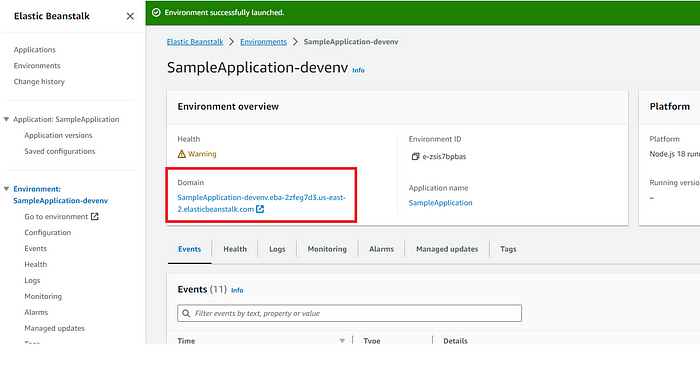 Elastic Beanstalk
Environment successfully launched.
Applications
Environments
Change history
Application: SampleApplication
Application versions
Saved configurations
Environment:
SampleApplication-devenv
Go to environment
Configuration
Events
Health
Logs
Monitoring
Alarms
Managed updates
Tags
Elastic Beanstalk > Environments > SampleApplication-devenv
SampleApplication-devenv Info
Environment overview
Health
Warning
Domain
SampleApplication-devenv.eba-2zfeg7d3.us-east-
2.elasticbeanstalk.com
Environment ID
e-zsis7bpbas
Application name
SampleApplication
Platform
Platform
Node.js 18 run
Running versio
–
Events Health Logs Monitoring Alarms Managed updates Tags
Events (11) Info
Filter events by text, property or value
Time Type Details